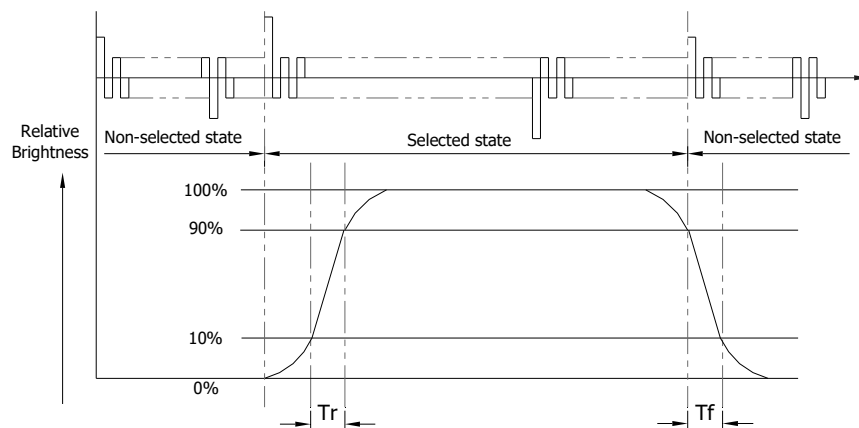 Relative
Brightness
Non-selected state
Selected state
Non-selected state
100%
90%
10%
0%
Tr
Tf